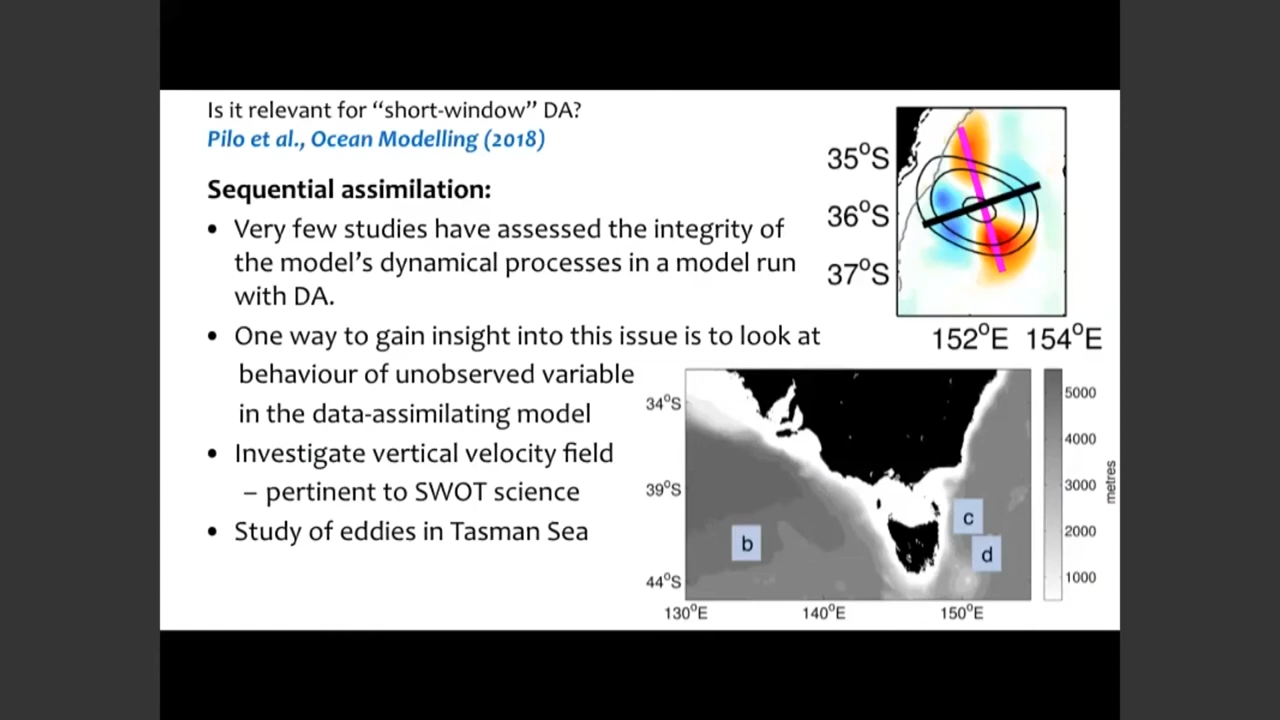 Is it relevant for “short-window” DA?
Pilo et al., Ocean Modelling (2018)
Sequential assimilation:
• Very few studies have assessed the integrity of
the model’s dynamical processes in a model run
with DA.
• One way to gain insight into this issue is to look at
behaviour of unobserved variable
in the data-assimilating model
• Investigate vertical velocity field
– pertinent to SWOT science
• Study of eddies in Tasman Sea
35°S
36°S
37°S
152°E 154°E
34°S
39°S
44°S
130°E 140°E 150°E
b
c
d
5000
4000
3000
2000
1000
metres